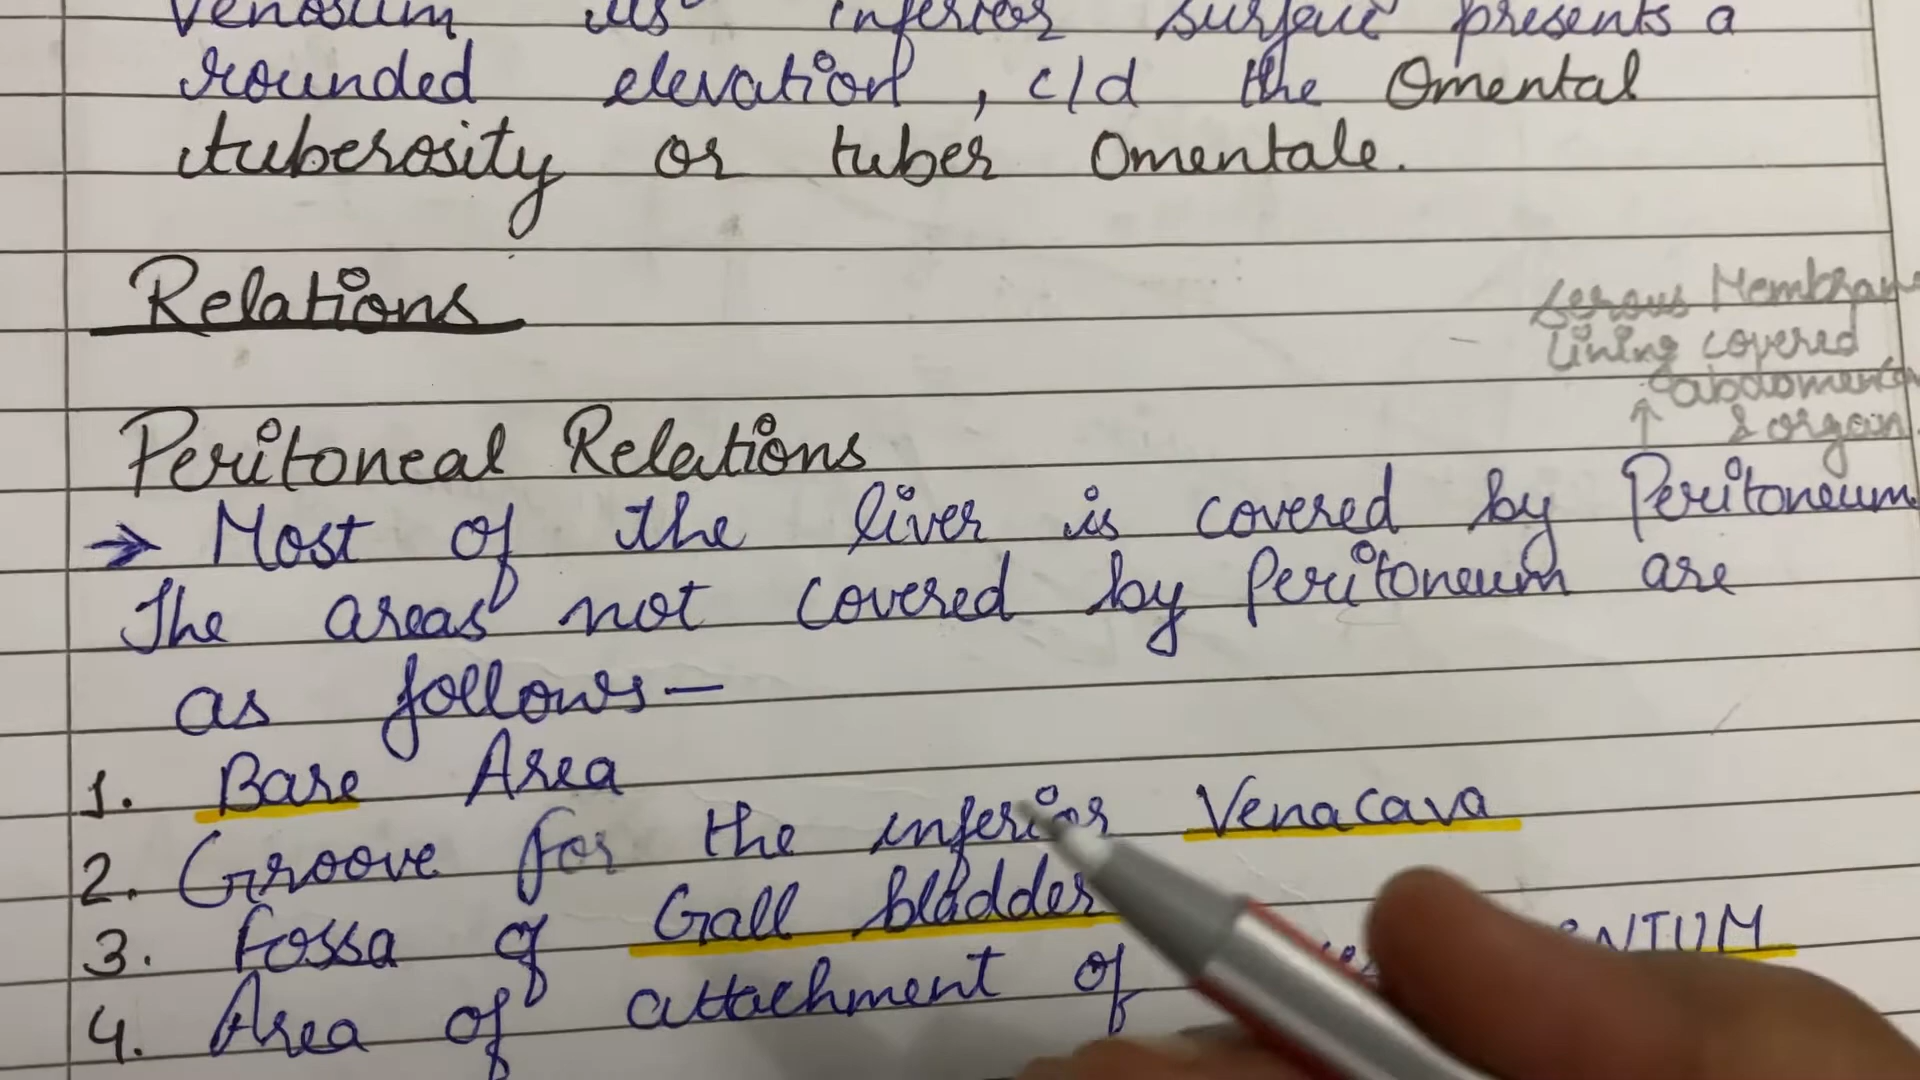 venosum its inferior surface presents a
rounded elevation, c/d the Omental
tuberosity or tuber Omentale.
Relations
Serous Membrane
lining covered
abdomen
& organ
↑
Peritoneal Relations
→ Most of the liver is covered by Peritoneum
The areas not covered by Peritoneum are
as follows—
1. Bare Area
2. Groove for the inferior Venacava
3. Fossa of Gall bladder
4. Area of attachment of